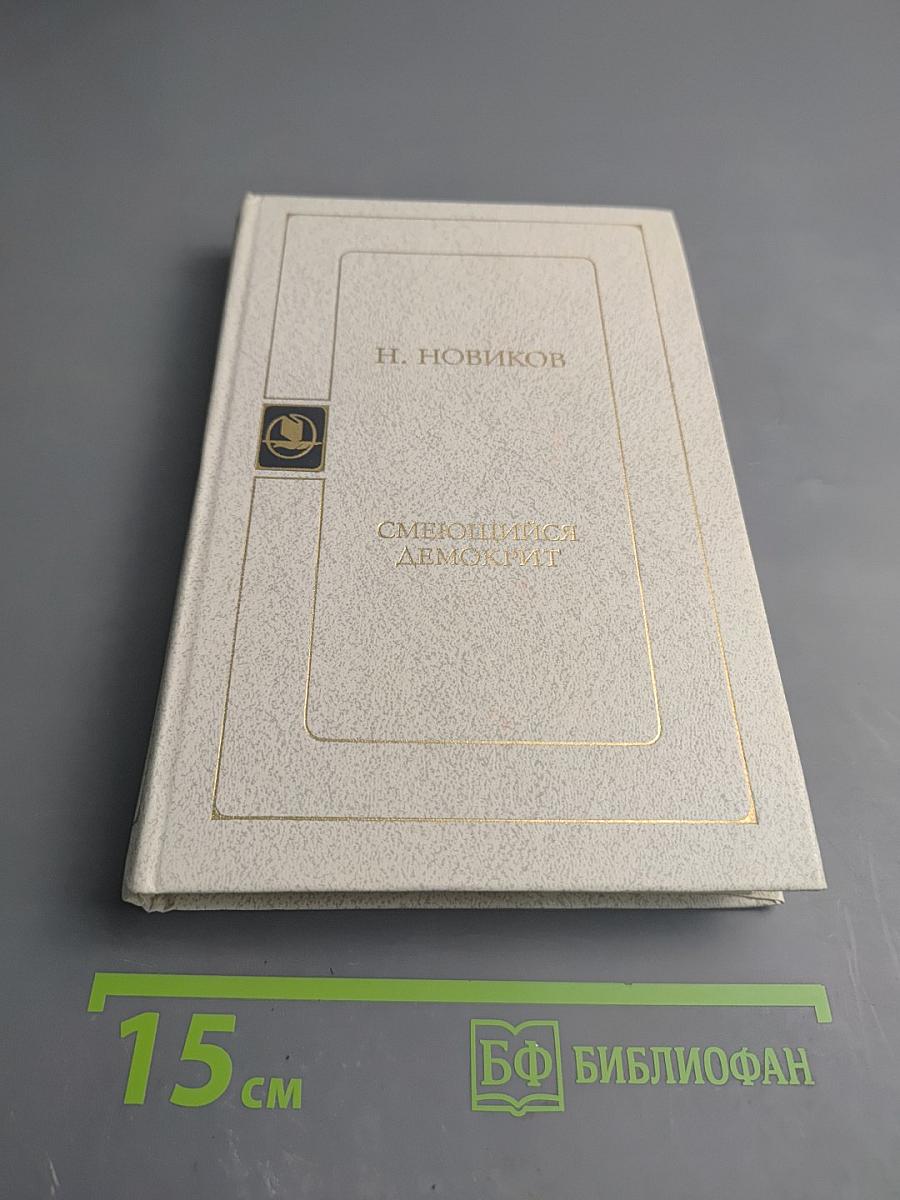 Н. НОВИКОВ
СМЕЮЩИЙСЯ
ДЕМОКРИТ
15 см
БФ БИБЛИОФАН